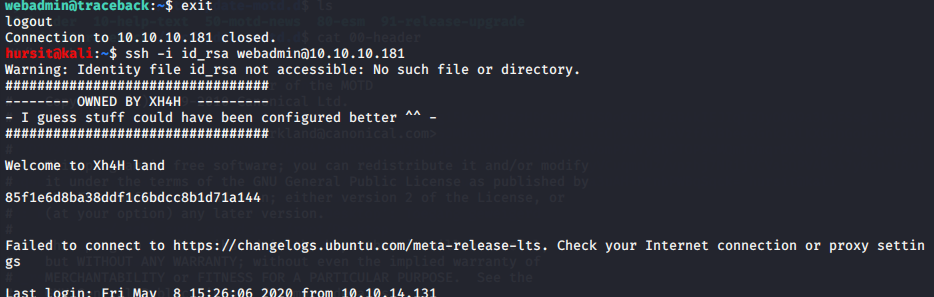 webadmin@traceback:~$ exit
logout
Connection to 10.10.10.181 closed.
hursit@kali:~$ ssh -i id_rsa webadmin@10.10.10.181
Warning: Identity file id_rsa not accessible: No such file or directory.
#################################
-------- OWNED BY XH4H  ---------
- I guess stuff could have been configured better ^^ -
#################################
Welcome to Xh4H land
85f1e6d8ba38ddf1c6bdcc8b1d71a144
Failed to connect to https://changelogs.ubuntu.com/meta-release-lts. Check your Internet connection or proxy settin
gs
Last login: Fri May  8 15:26:06 2020 from 10.10.14.131